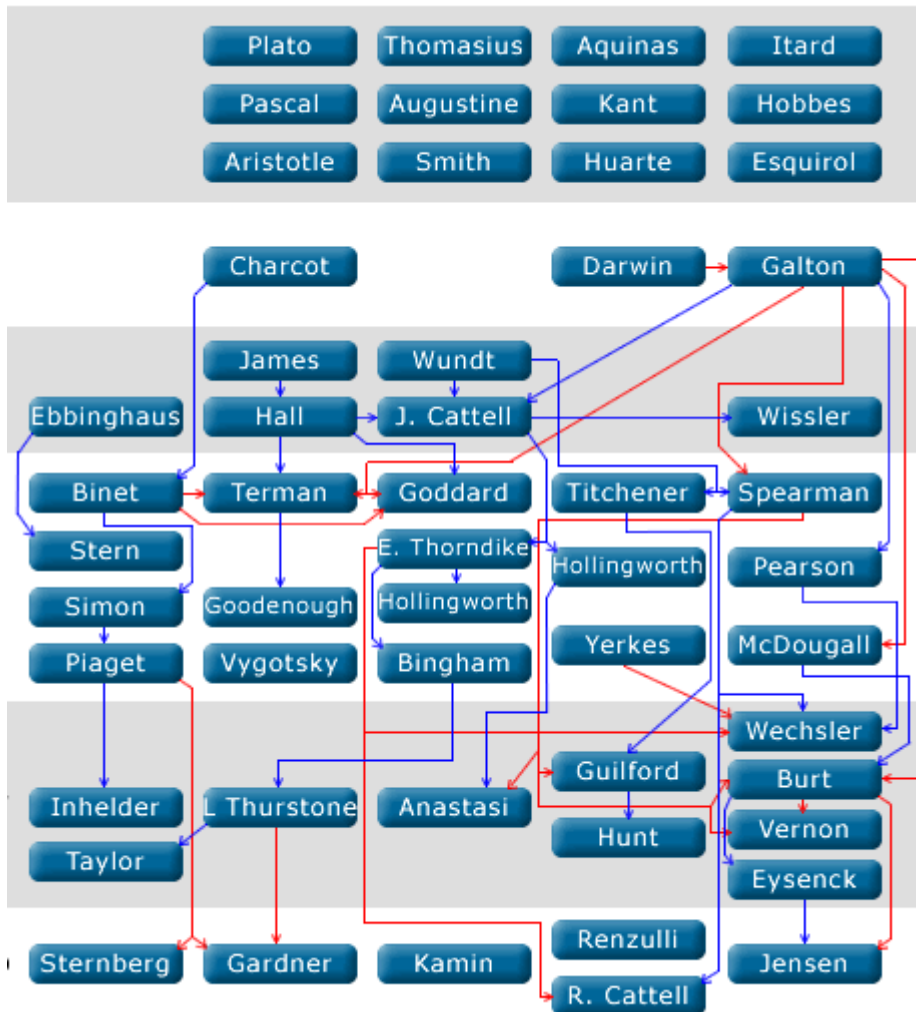 Plato Thomasius Aquinas Itard
Pascal Augustine Kant Hobbes
Aristotle Smith Huarte Esquirol
Charcot Darwin Galton
James Wundt
Ebbinghaus Hall J. Cattell Wissler
Binet Terman Goddard Titchener Spearman
Stern E. Thorndike Hollingworth Pearson
Simon Goodenough Hollingworth
Piaget Vygotsky Bingham Yerkes McDougall
Wechsler
Guilford Burt
Inhelder L Thurstone Anastasi Vernon
Taylor Hunt Eysenck
Renzulli
Sternberg Gardner Kamin Jensen
R. Cattell